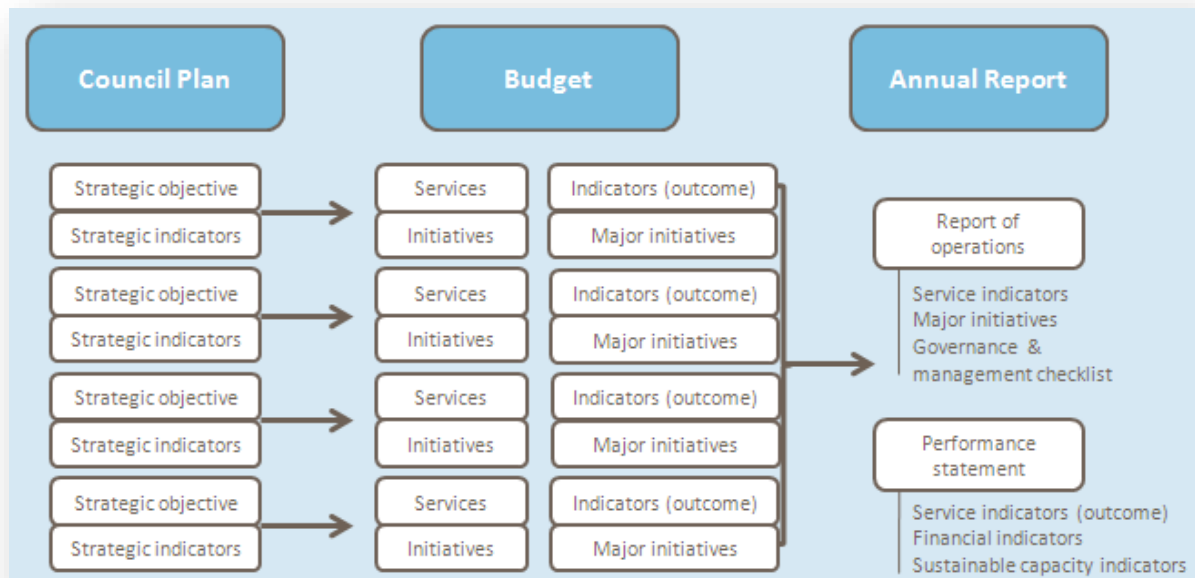 Council Plan
Budget
Annual Report
Strategic objective
Strategic indicators
Services
Initiatives
Indicators (outcome)
Major initiatives
Strategic objective
Strategic indicators
Services
Initiatives
Indicators (outcome)
Major initiatives
Strategic objective
Strategic indicators
Services
Initiatives
Indicators (outcome)
Major initiatives
Strategic objective
Strategic indicators
Services
Initiatives
Indicators (outcome)
Major initiatives
Report of
operations
Service indicators
Major initiatives
Governance &
management checklist
Performance
statement
Service indicators (outcome)
Financial indicators
Sustainable capacity indicators